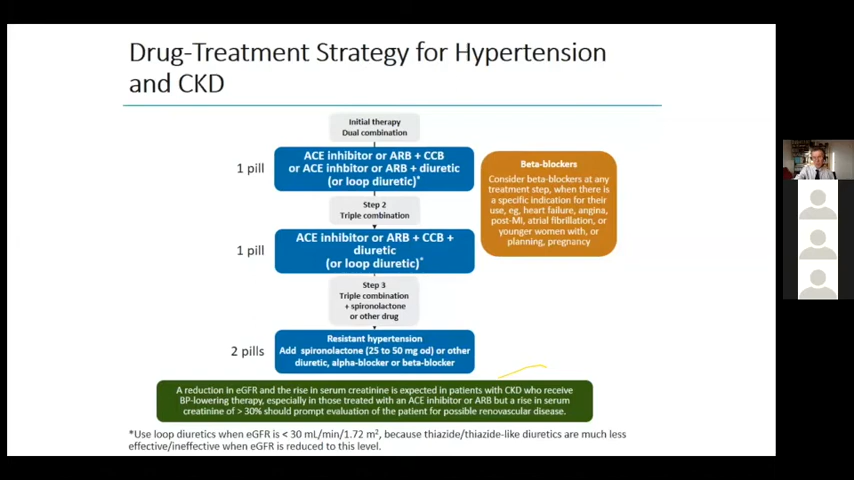 Drug-Treatment Strategy for Hypertension
and CKD
Initial therapy
Dual combination
1 pill
ACE inhibitor or ARB + CCB
or ACE inhbitor or ARB + diuretic
(or loop diuretic)*
Step 2
Triple combination
1 pill
ACE inhibitor or ARB + CCB +
diuretic
(or loop diuretic)*
Step 3
Triple combination
+ spironolactone
or other drug
2 pills
Resistant hypertension
Add spironolactone (25 to 50 mg od) or other
diuretic, alpha-blocker or beta-blocker
Beta-blockers
Consider beta-blockers at any
treatment step, when there is
a specific indication for their
use, eg, heart failure, angina,
post-MI, atrial fibrillation, or
younger women with, or
planning, pregnancy
A reduction in eGFR and the rise in serum creatinine is expected in patients with CKD who receive
BP-lowering therapy, especially in those treated with an ACE inhibitor or ARB but a rise in serum
creatinine of > 30% should prompt evaluation of the patient for possible renovascular disease.
*Use loop diuretics when eGFR is < 30 mL/min/1.72 m², because thiazide/thiazide-like diuretics are much less
effective/ineffective when eGFR is reduced to this level.